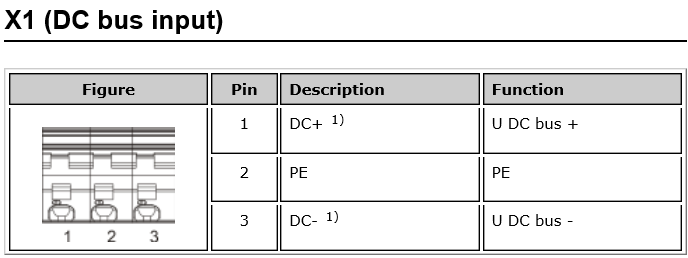 X1 (DC bus input)
Figure Pin Description Function
1 DC+ 1) U DC bus +
2 PE PE
3 DC- 1) U DC bus -
1 2 3